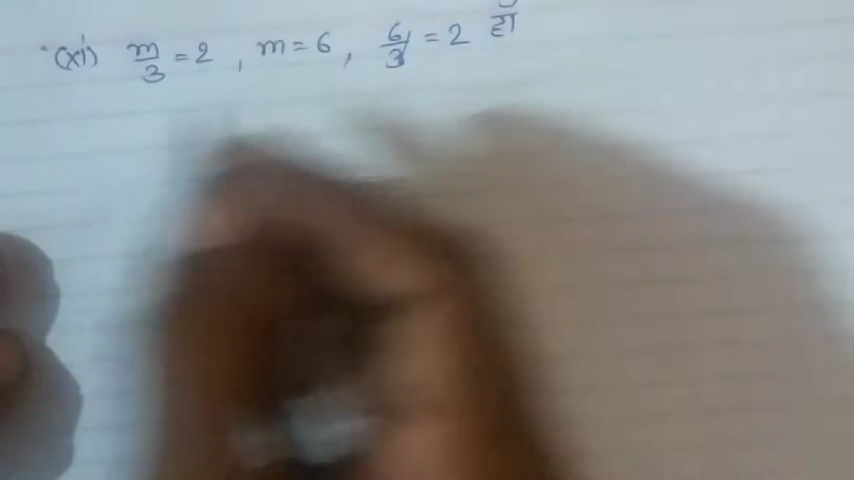 (xi) m/3 = 2 , m = 6 , 6/3 = 2 हाँ